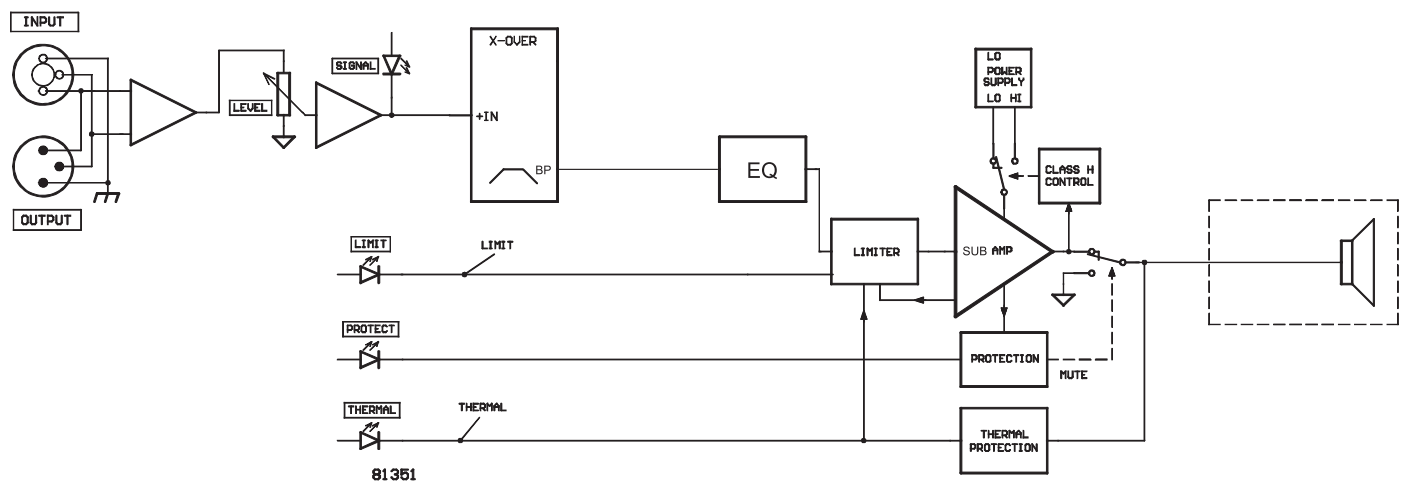 INPUT
X-OVER
SIGNAL
LO
POWER
SUPPLY
LO HI
LEVEL
+IN
BP
EQ
CLASS H
CONTROL
OUTPUT
LIMIT
LIMIT
LIMITER
SUB AMP
PROTECT
PROTECTION
MUTE
THERMAL
THERMAL
THERMAL
PROTECTION
81351